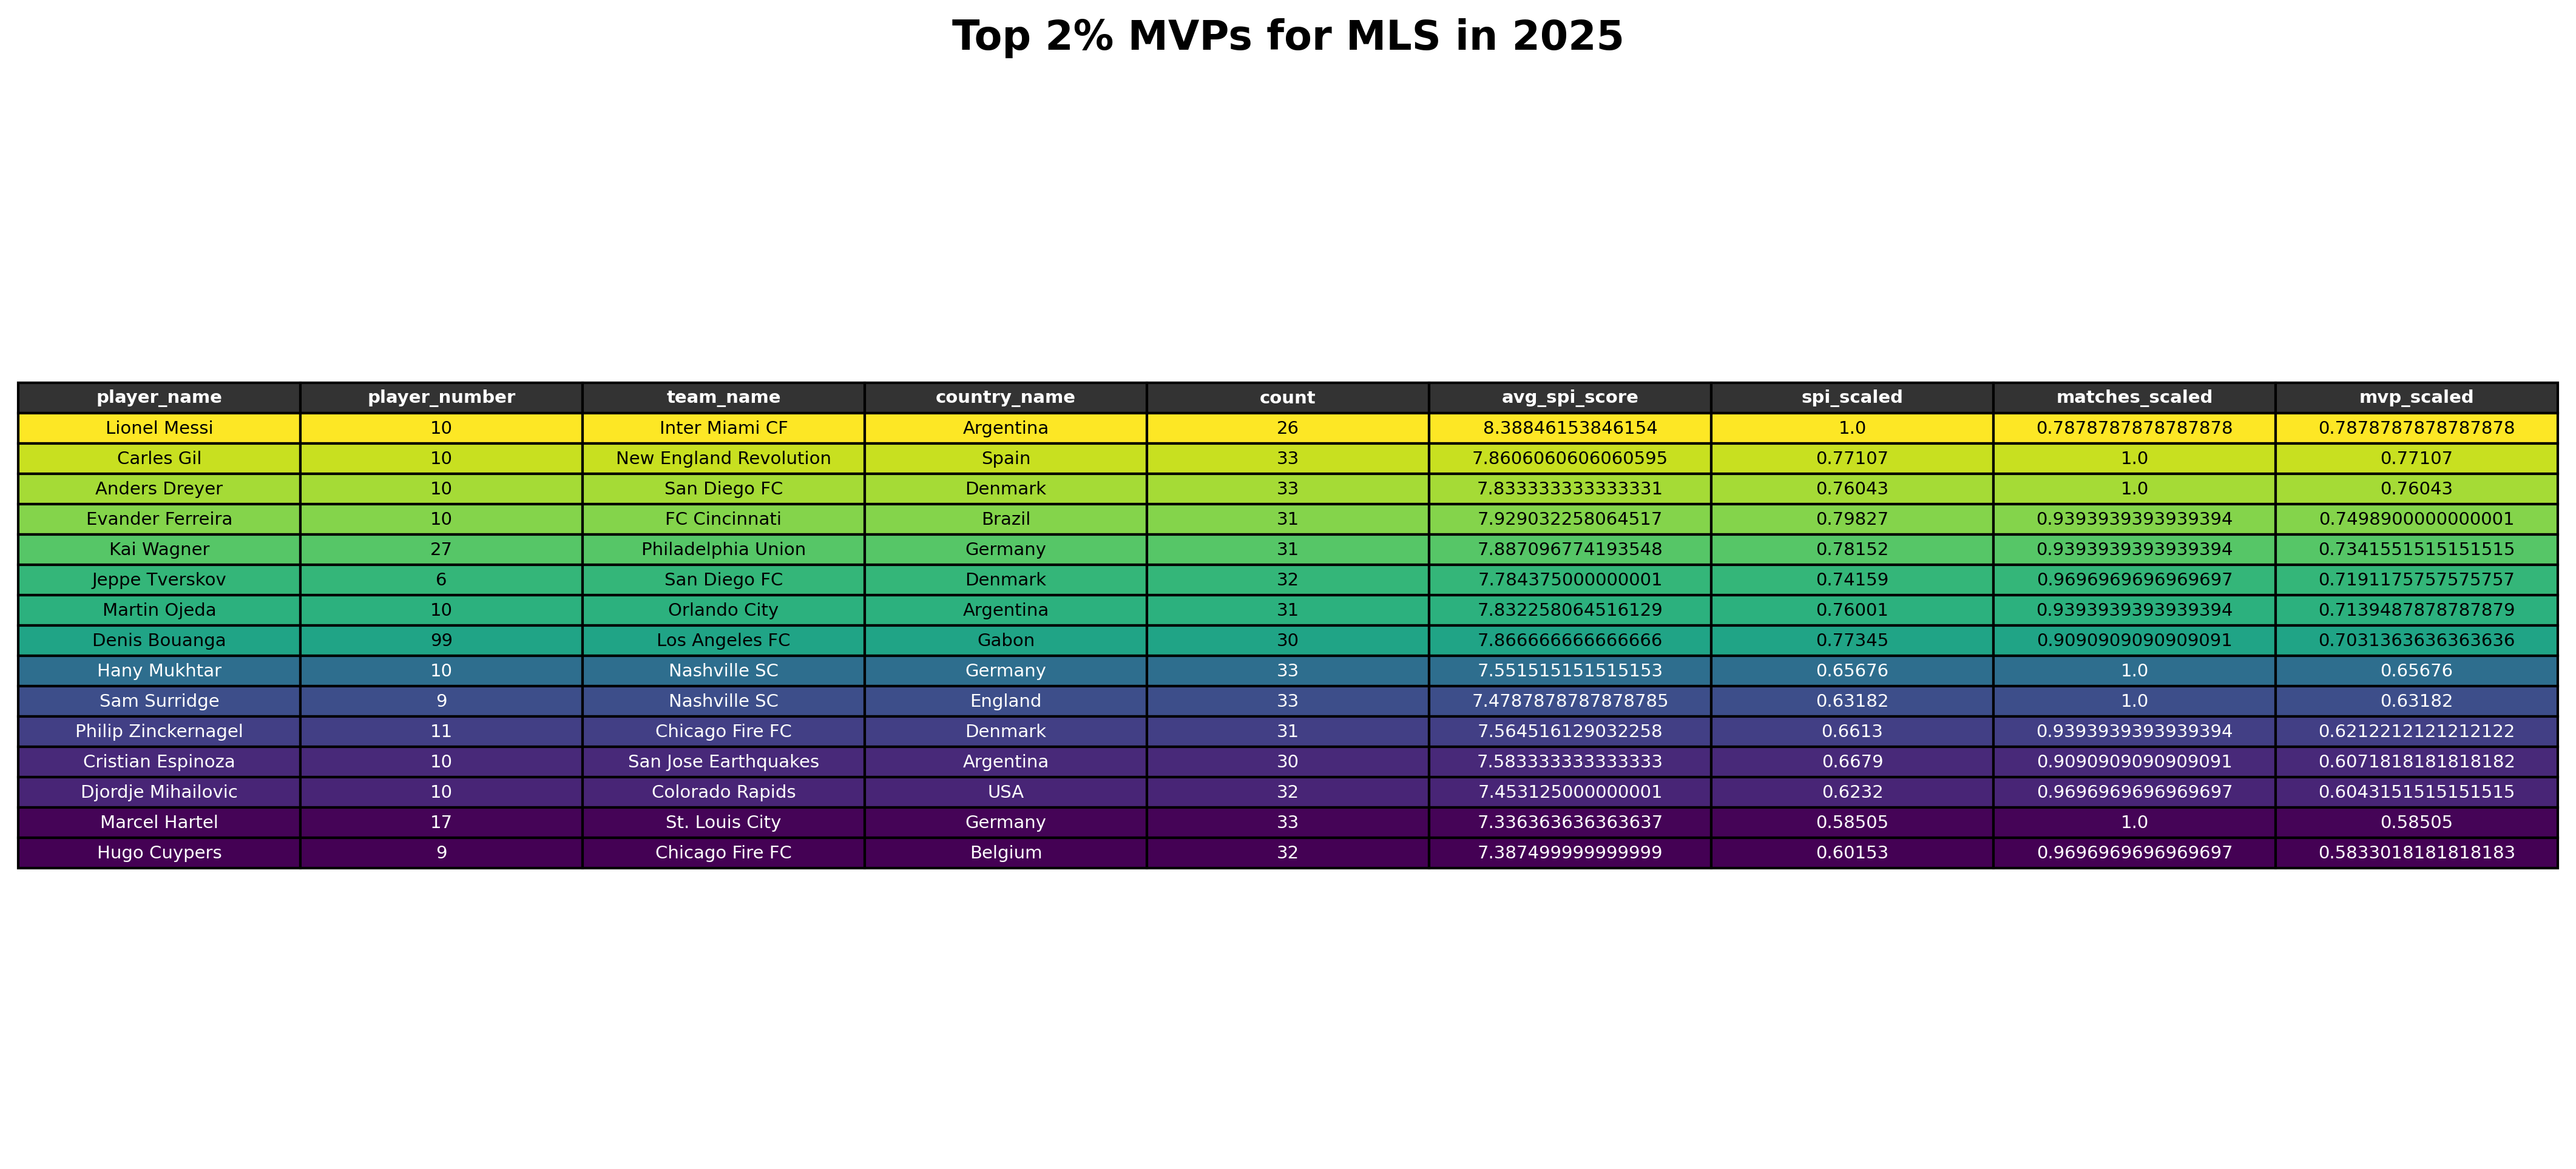 Top 2% MVPs for MLS in 2025
player_name player_number team_name country_name count avg_spi_score spi_scaled matches_scaled mvp_scaled
Lionel Messi 10 Inter Miami CF Argentina 26 8.38846153846154 1.0 0.7878787878787878 0.7878787878787878
Carles Gil 10 New England Revolution Spain 33 7.8606060606060595 0.77107 1.0 0.77107
Anders Dreyer 10 San Diego FC Denmark 33 7.833333333333331 0.76043 1.0 0.76043
Evander Ferreira 10 FC Cincinnati Brazil 31 7.929032258064517 0.79827 0.9393939393939394 0.7498900000000001
Kai Wagner 27 Philadelphia Union Germany 31 7.887096774193548 0.78152 0.9393939393939394 0.7341551515151515
Jeppe Tverskov 6 San Diego FC Denmark 32 7.784375000000001 0.74159 0.9696969696969697 0.7191175757575757
Martin Ojeda 10 Orlando City Argentina 31 7.832258064516129 0.76001 0.9393939393939394 0.7139487878787879
Denis Bouanga 99 Los Angeles FC Gabon 30 7.866666666666666 0.77345 0.9090909090909091 0.7031363636363636
Hany Mukhtar 10 Nashville SC Germany 33 7.551515151515153 0.65676 1.0 0.65676
Sam Surridge 9 Nashville SC England 33 7.4787878787878785 0.63182 1.0 0.63182
Philip Zinckernagel 11 Chicago Fire FC Denmark 31 7.564516129032258 0.6613 0.9393939393939394 0.6212212121212122
Cristian Espinoza 10 San Jose Earthquakes Argentina 30 7.583333333333333 0.6679 0.9090909090909091 0.6071818181818182
Djordje Mihailovic 10 Colorado Rapids USA 32 7.453125000000001 0.6232 0.9696969696969697 0.6043151515151515
Marcel Hartel 17 St. Louis City Germany 33 7.336363636363637 0.58505 1.0 0.58505
Hugo Cuypers 9 Chicago Fire FC Belgium 32 7.387499999999999 0.60153 0.9696969696969697 0.5833018181818183